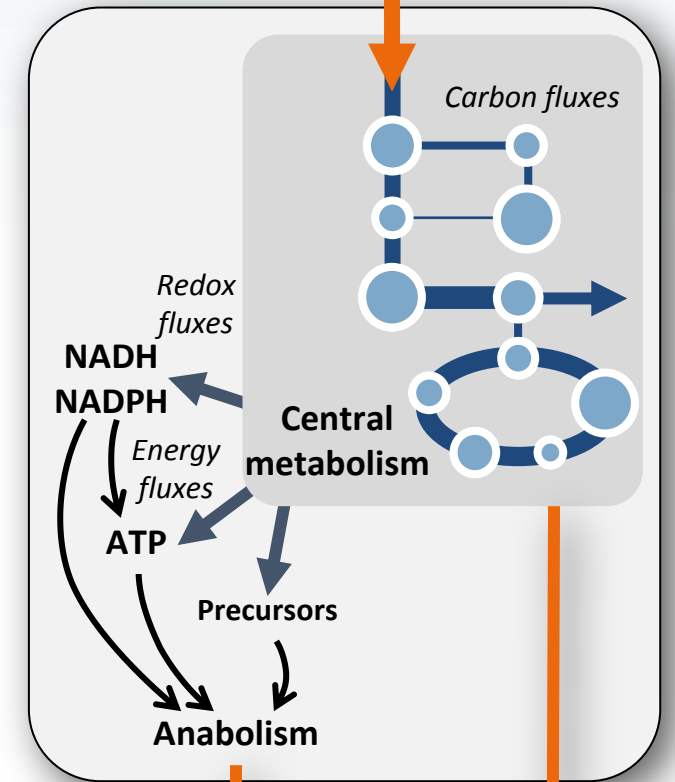 Carbon fluxes
Redox
fluxes
NADH
NADPH
Central
metabolism
Energy
fluxes
ATP
Precursors
Anabolism